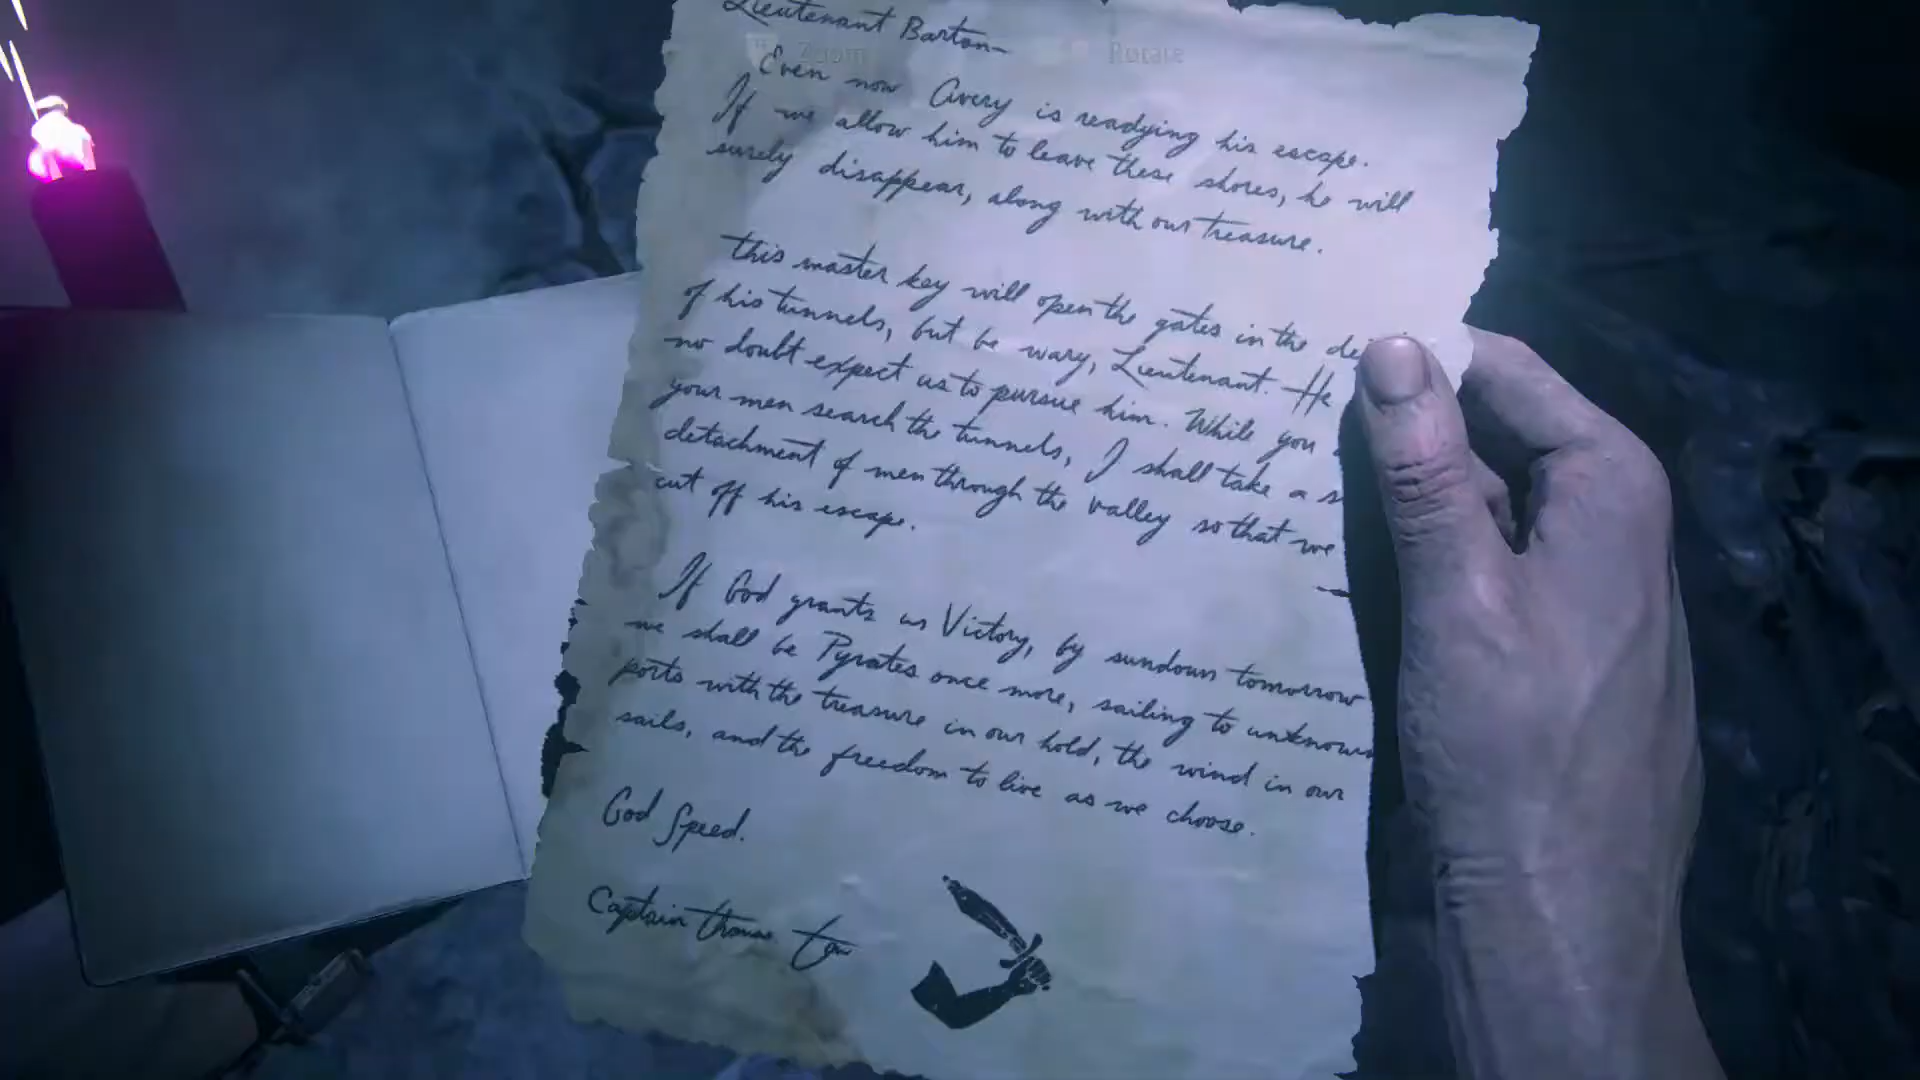 Lieutenant Barton—
Zoom
Rotate
Even now Avery is readying his escape.
If we allow him to leave these shores, he will
surely disappear, along with our treasure.
This master key will open the gates in the
of his tunnels, but be wary, Lieutenant. He
no doubt expect us to pursue him. While you
your men search the tunnels, I shall take a
detachment of men through the valley so that we
cut off his escape.
If God grants us Victory, by sundown tomorrow
we shall be Pyrates once more, sailing to unknown
ports with the treasure in our hold, the wind in our
sails, and the freedom to live as we choose.
God Speed.
Captain Thomas Tew